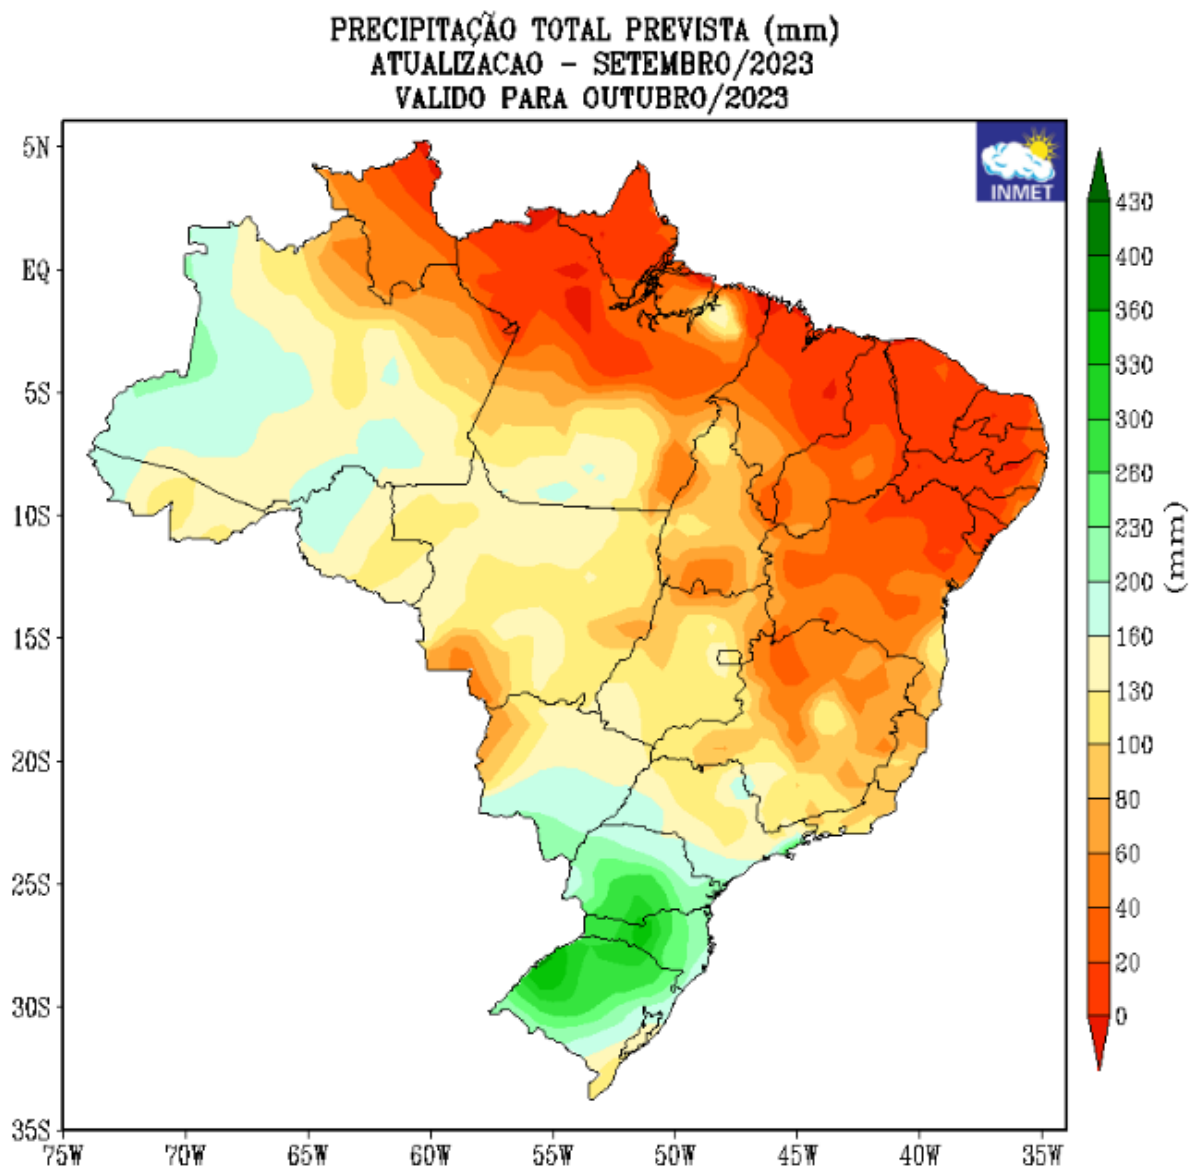 PRECIPITAÇÃO TOTAL PREVISTA (mm)
ATUALIZACAO - SETEMBRO/2023
VALIDO PARA OUTUBRO/2023
INMET
5N
EQ
5S
10S
15S
20S
25S
30S
35S
75W 70W 65W 60W 55W 50W 45W 40W 35W
430
400
360
330
300
260
230
200
160
130
100
80
60
40
20
0
(mm)